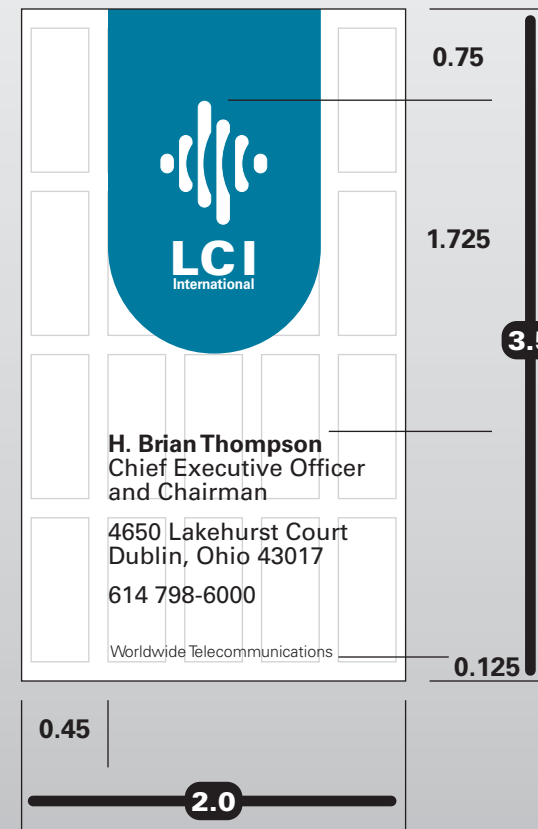 0.75
LCI
International
1.725
H. Brian Thompson
Chief Executive Officer
and Chairman
4650 Lakehurst Court
Dublin, Ohio 43017
614 798-6000
Worldwide Telecommunications
0.125
0.45
2.0